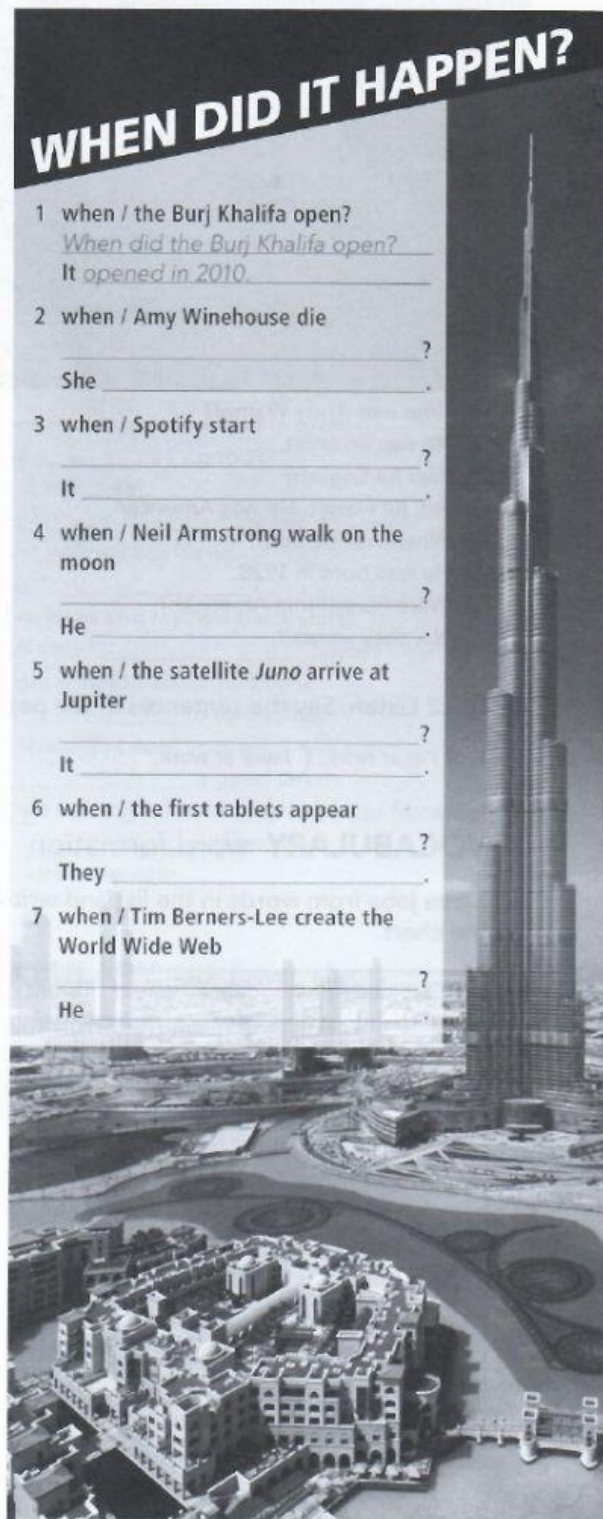 WHEN DID IT HAPPEN?
1 when / the Burj Khalifa open?
When did the Burj Khalifa open?
It opened in 2010.
2 when / Amy Winehouse die
?
She .
3 when / Spotify start
?
It .
4 when / Neil Armstrong walk on the
moon
?
He .
5 when / the satellite Juno arrive at
Jupiter
?
It .
6 when / the first tablets appear
?
They .
7 when / Tim Berners-Lee create the
World Wide Web
?
He .